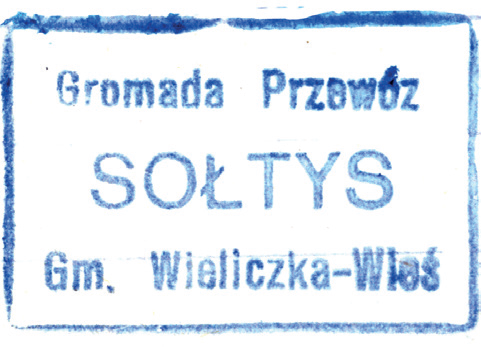 Gromada Przewóz
SOŁTYS
Gm. Wieliczka-Wieś